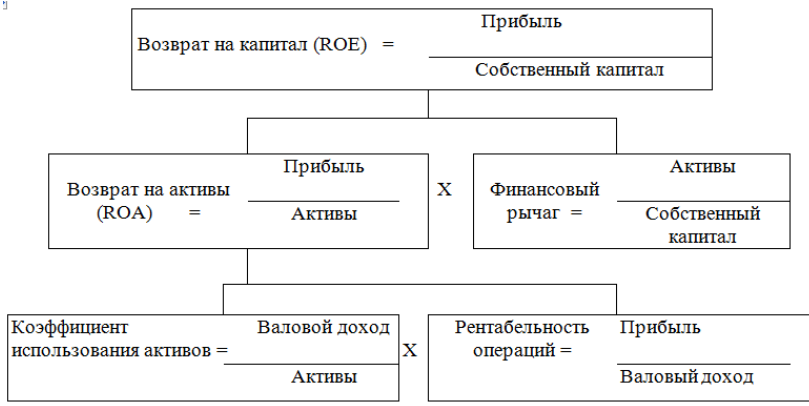 Прибыль
Возврат на капитал (ROE) =
Собственный капитал
Прибыль
Возврат на активы
(ROA) =
Активы
X
Активы
Финансовый
рычаг =
Собственный
капитал
Коэффициент
Валовой доход
использования активов =
Активы
X
Рентабельность
Прибыль
операций =
Валовый доход